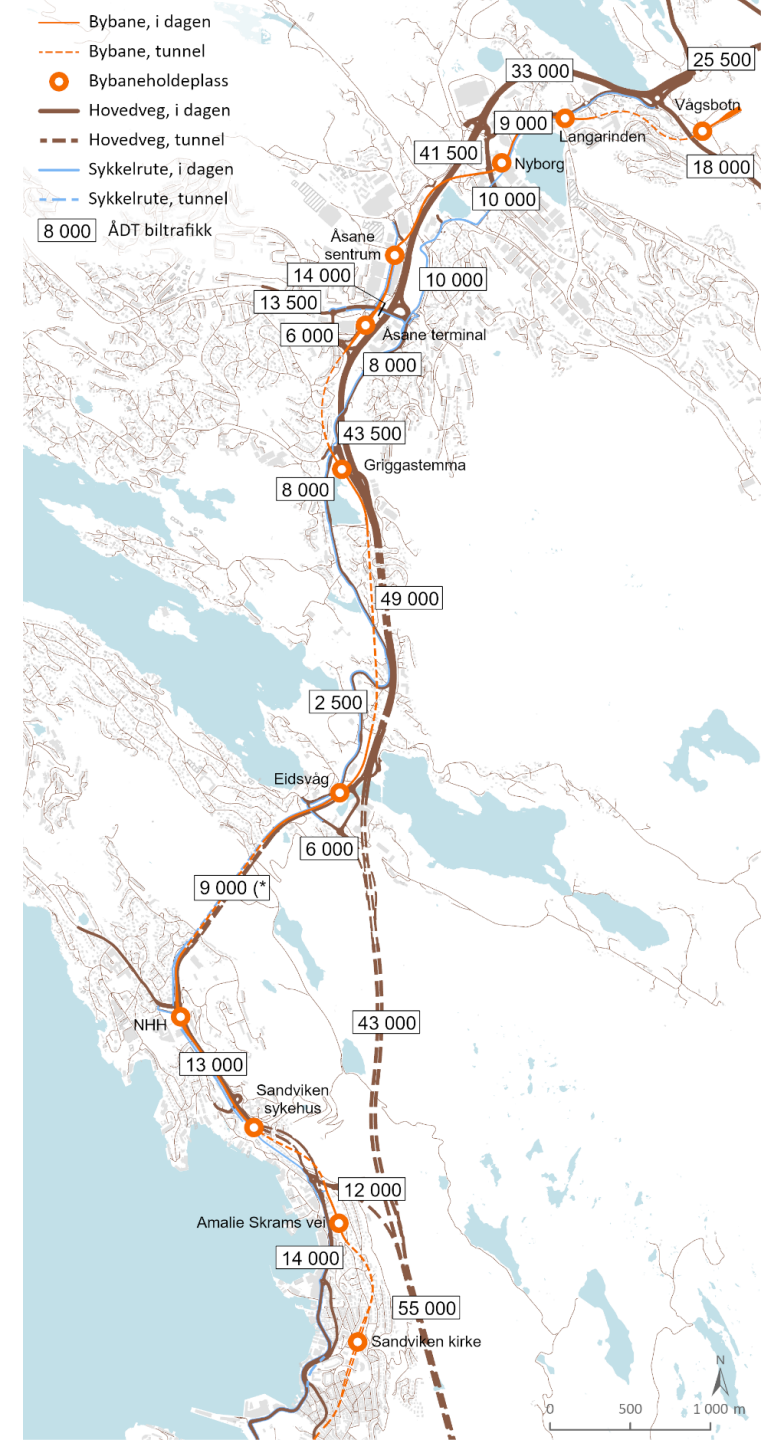 Bybane, i dagen
Bybane, tunnel
Bybaneholdeplass
Hovedveg, i dagen
Hovedveg, tunnel
Sykkelrute, i dagen
Sykkelrute, tunnel
8 000 ÅDT biltrafikk
25 500
33 000
Vågsbotn
9 000
Langarinden
41 500
Nyborg
18 000
10 000
Åsane
sentrum
14 000
10 000
13 500
6 000
Åsane terminal
8 000
43 500
Griggastemma
8 000
49 000
2 500
Eidsvåg
6 000
9 000 (*
NHH
43 000
13 000
Sandviken
sykehus
12 000
Amalie Skrams vei
14 000
55 000
Sandviken kirke
N
0 500 1 000 m